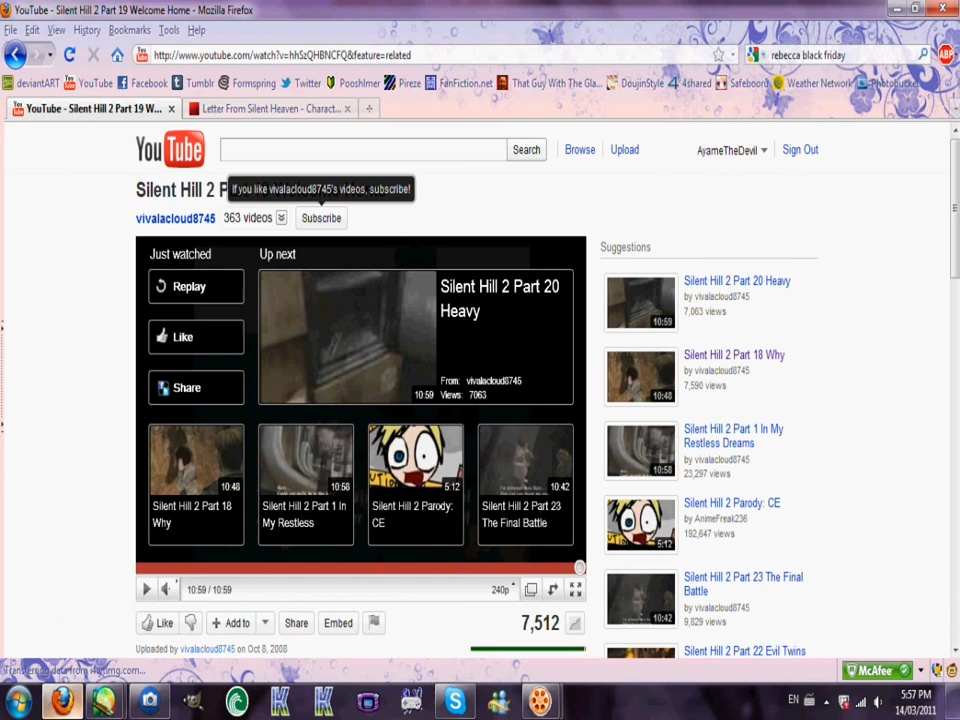 YouTube - Silent Hill 2 Part 19 Welcome Home - Mozilla Firefox
File Edit View History Bookmarks Tools Help
http://www.youtube.com/watch?v=hhSzQHBNCFQ&feature=related
rebecca black friday
ABP
deviantART YouTube Facebook Tumblr Formspring Twitter Pooshlmer Pireze FanFiction.net That Guy With The Gla... DoujinStyle 4shared Safebooru Weather Network Photobucket
YouTube - Silent Hill 2 Part 19 W... Letter From Silent Heaven - Charact...
YouTube Search Browse Upload AyameTheDevil Sign Out
Silent Hill 2 P
If you like vivalacloud8745's videos, subscribe!
vivalacloud8745 363 videos Subscribe
Just watched Up next
Replay
Like
Share
Silent Hill 2 Part 20
Heavy
From: vivalacloud8745
10:59 Views: 7063
10:48 10:58 5:12 10:42
Silent Hill 2 Part 18
Why
Silent Hill 2 Part 1 In
My Restless
Silent Hill 2 Parody:
CE
Silent Hill 2 Part 23
The Final Battle
10:59 / 10:59 240p
Like Add to Share Embed 7,512
Uploaded by vivalacloud8745 on Oct 8, 2008
Suggestions
Silent Hill 2 Part 20 Heavy
by vivalacloud8745
7,063 views
10:59
Silent Hill 2 Part 18 Why
by vivalacloud8745
7,590 views
10:48
Silent Hill 2 Part 1 In My
Restless Dreams
by vivalacloud8745
23,297 views
10:58
Silent Hill 2 Parody: CE
by AnimeFreak236
192,647 views
5:12
Silent Hill 2 Part 23 The Final
Battle
by vivalacloud8745
9,829 views
10:42
Silent Hill 2 Part 22 Evil Twins
McAfee
EN
5:57 PM
14/03/2011